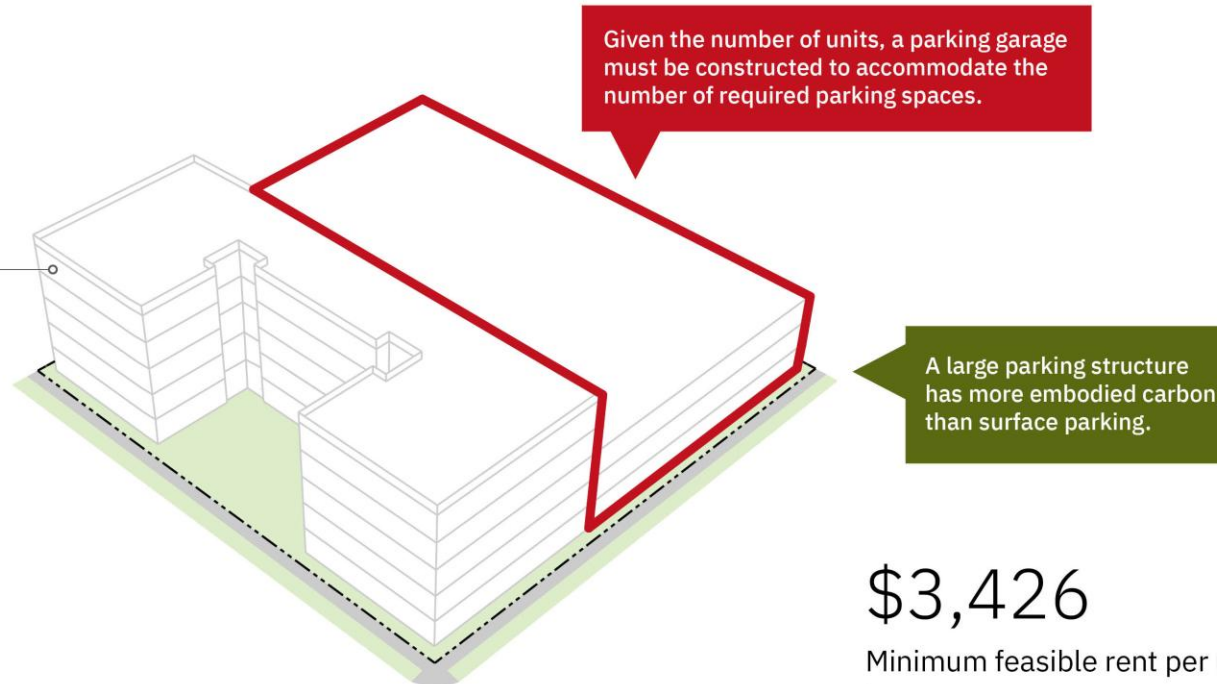 Given the number of units, a parking garage
must be constructed to accommodate the
number of required parking spaces.
A large parking structure
has more embodied carbon
than surface parking.
$3,426
Minimum feasible rent per